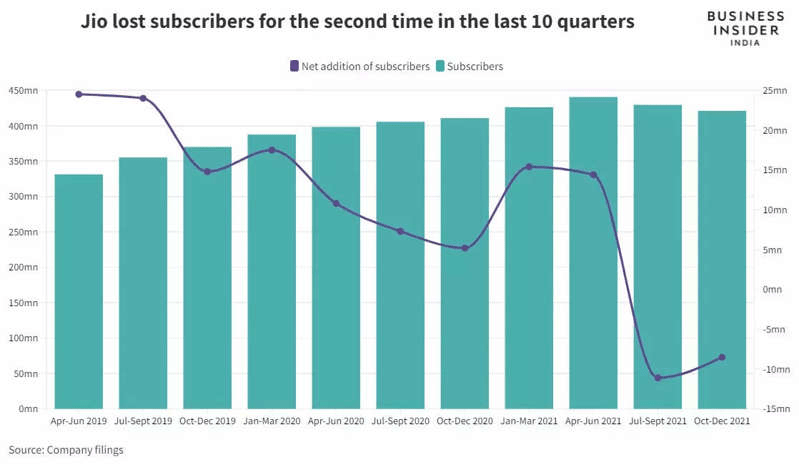 Jio lost subscribers for the second time in the last 10 quarters
BUSINESS
INSIDER
INDIA
Net addition of subscribers Subscribers
450mn 25mn
400mn 20mn
350mn 15mn
300mn 10mn
250mn 5mn
200mn 0mn
150mn -5mn
100mn -10mn
50mn
0mn -15mn
Apr-Jun 2019 Jul-Sept 2019 Oct-Dec 2019 Jan-Mar 2020 Apr-Jun 2020 Jul-Sept 2020 Oct-Dec 2020 Jan-Mar 2021 Apr-Jun 2021 Jul-Sept 2021 Oct-Dec 2021
Source: Company filings